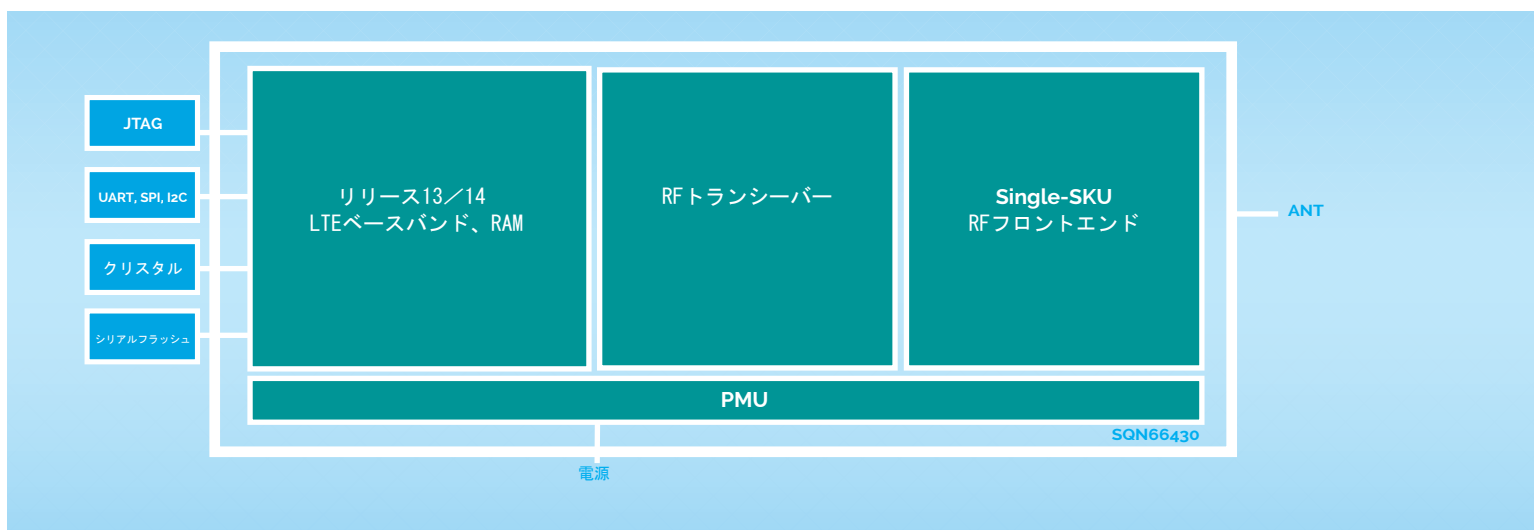 JTAG
UART, SPI, I2C
クリスタル
シリアルフラッシュ
リリース13／14
LTEベースバンド、RAM
RFトランシーバー
Single-SKU
RFフロントエンド
ANT
PMU
SQN66430
電源